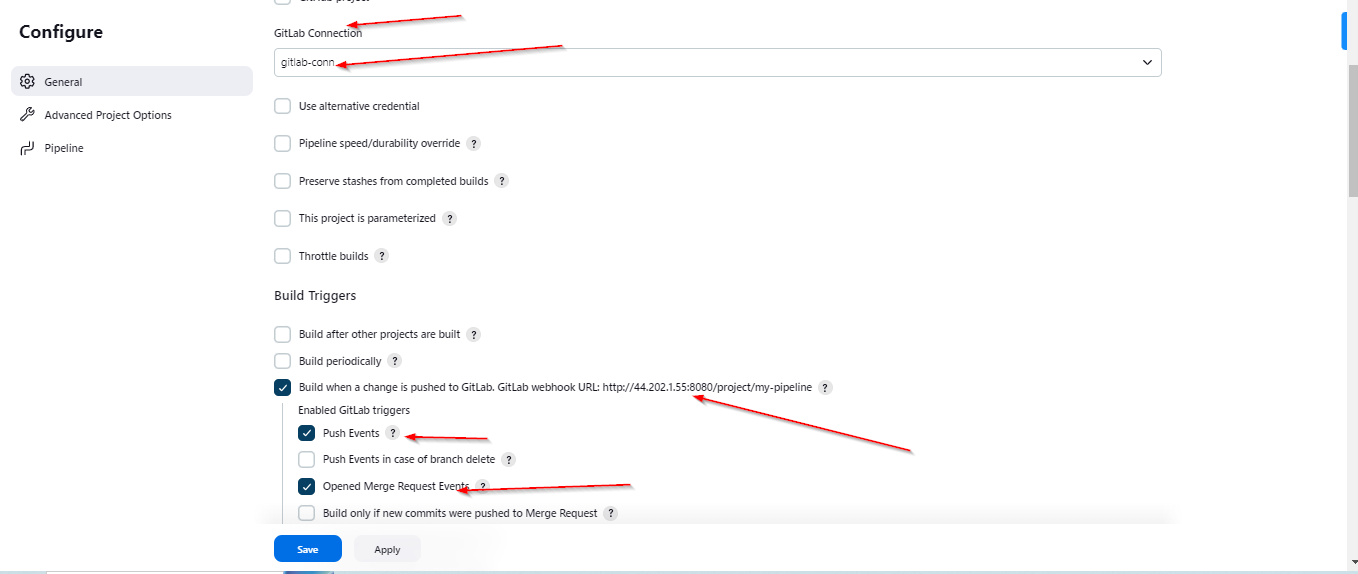 Configure
General
Advanced Project Options
Pipeline
GitLab Connection
gitlab-conn
Use alternative credential
Pipeline speed/durability override ?
Preserve stashes from completed builds ?
This project is parameterized ?
Throttle builds ?
Build Triggers
Build after other projects are built ?
Build periodically ?
Build when a change is pushed to GitLab. GitLab webhook URL: http://44.202.1.55:8080/project/my-pipeline ?
Enabled GitLab triggers
Push Events ?
Push Events in case of branch delete ?
Opened Merge Request Events ?
Build only if new commits were pushed to Merge Request ?
Save Apply